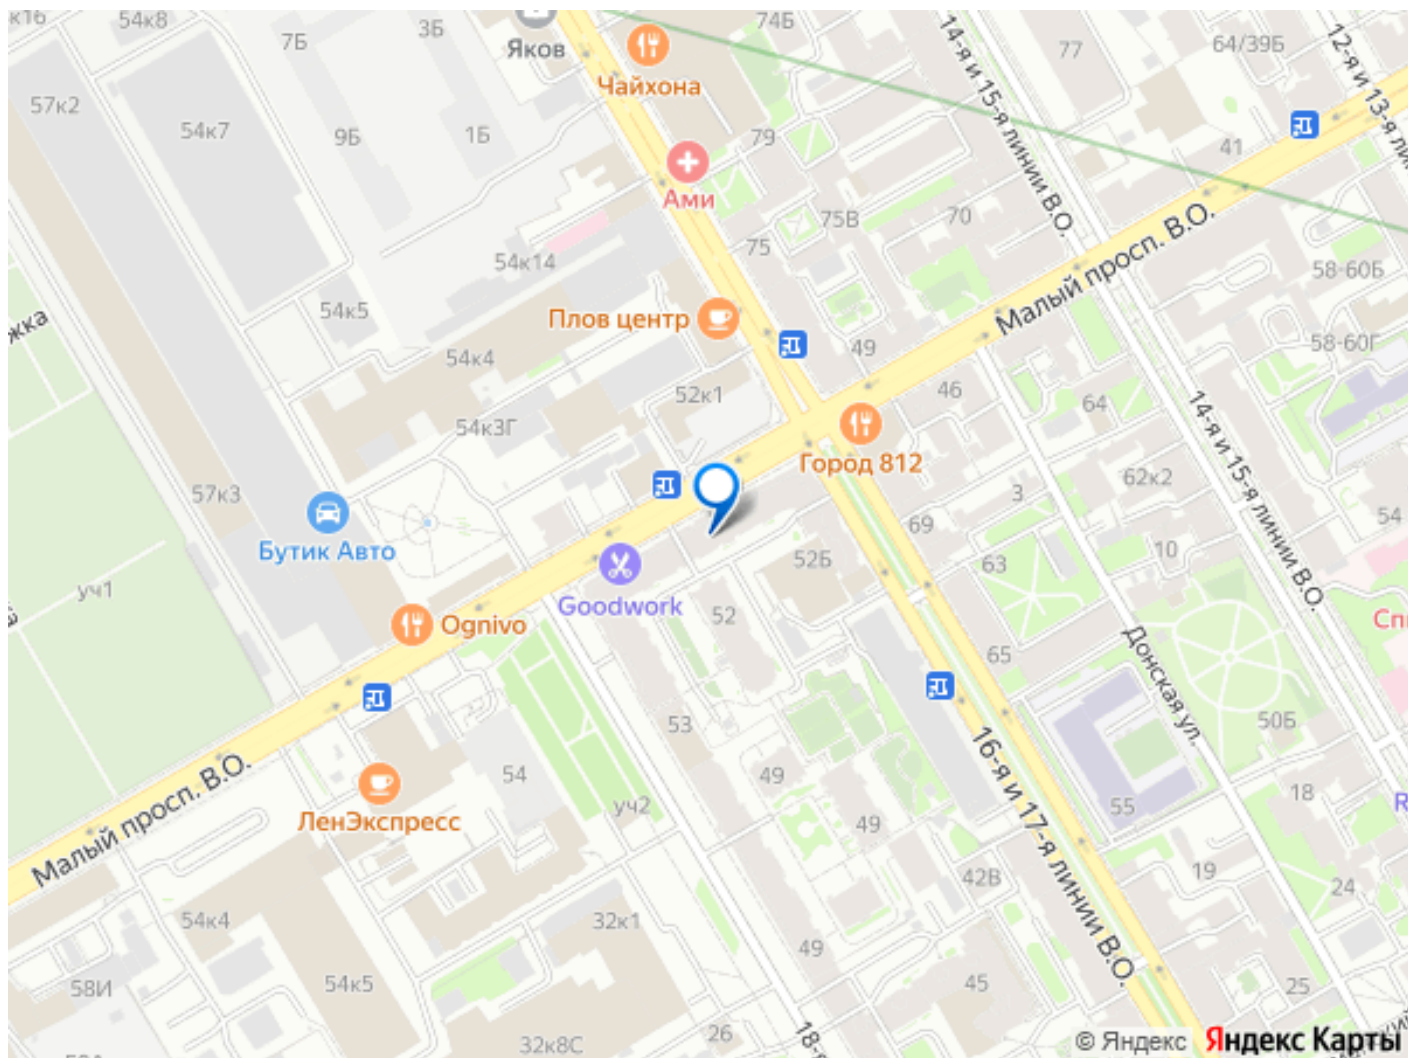 к16
54к8
7Б
3Б
Яков
Чайхона
74Б
77
64/39Б
57к2
54к7
9Б
1Б
79
14-я и 15-я линии В.О.
41
Ами
75В
70
75
54к14
58-60Б
54к5
Малый просп. В.О.
Плов центр
жка
49
58-60Г
54к4
52к1
46
64
54к3Г
14-я и 15-я линии В.О.
Город 812
62к2
57к3
3
69
54
Бутик Авто
10
52Б
63
уч1
Goodwork
52
Ognivo
Донская ул.
65
53
50Б
49
54
18
уч2
55
ЛенЭкспресс
49
16-я и 17-я линии В.О.
Малый просп. В.О.
19
42В
24
54к4
32к1
49
45
58И
54к5
25
26
32к8С
18-я
© Яндекс
Яндекс Карты